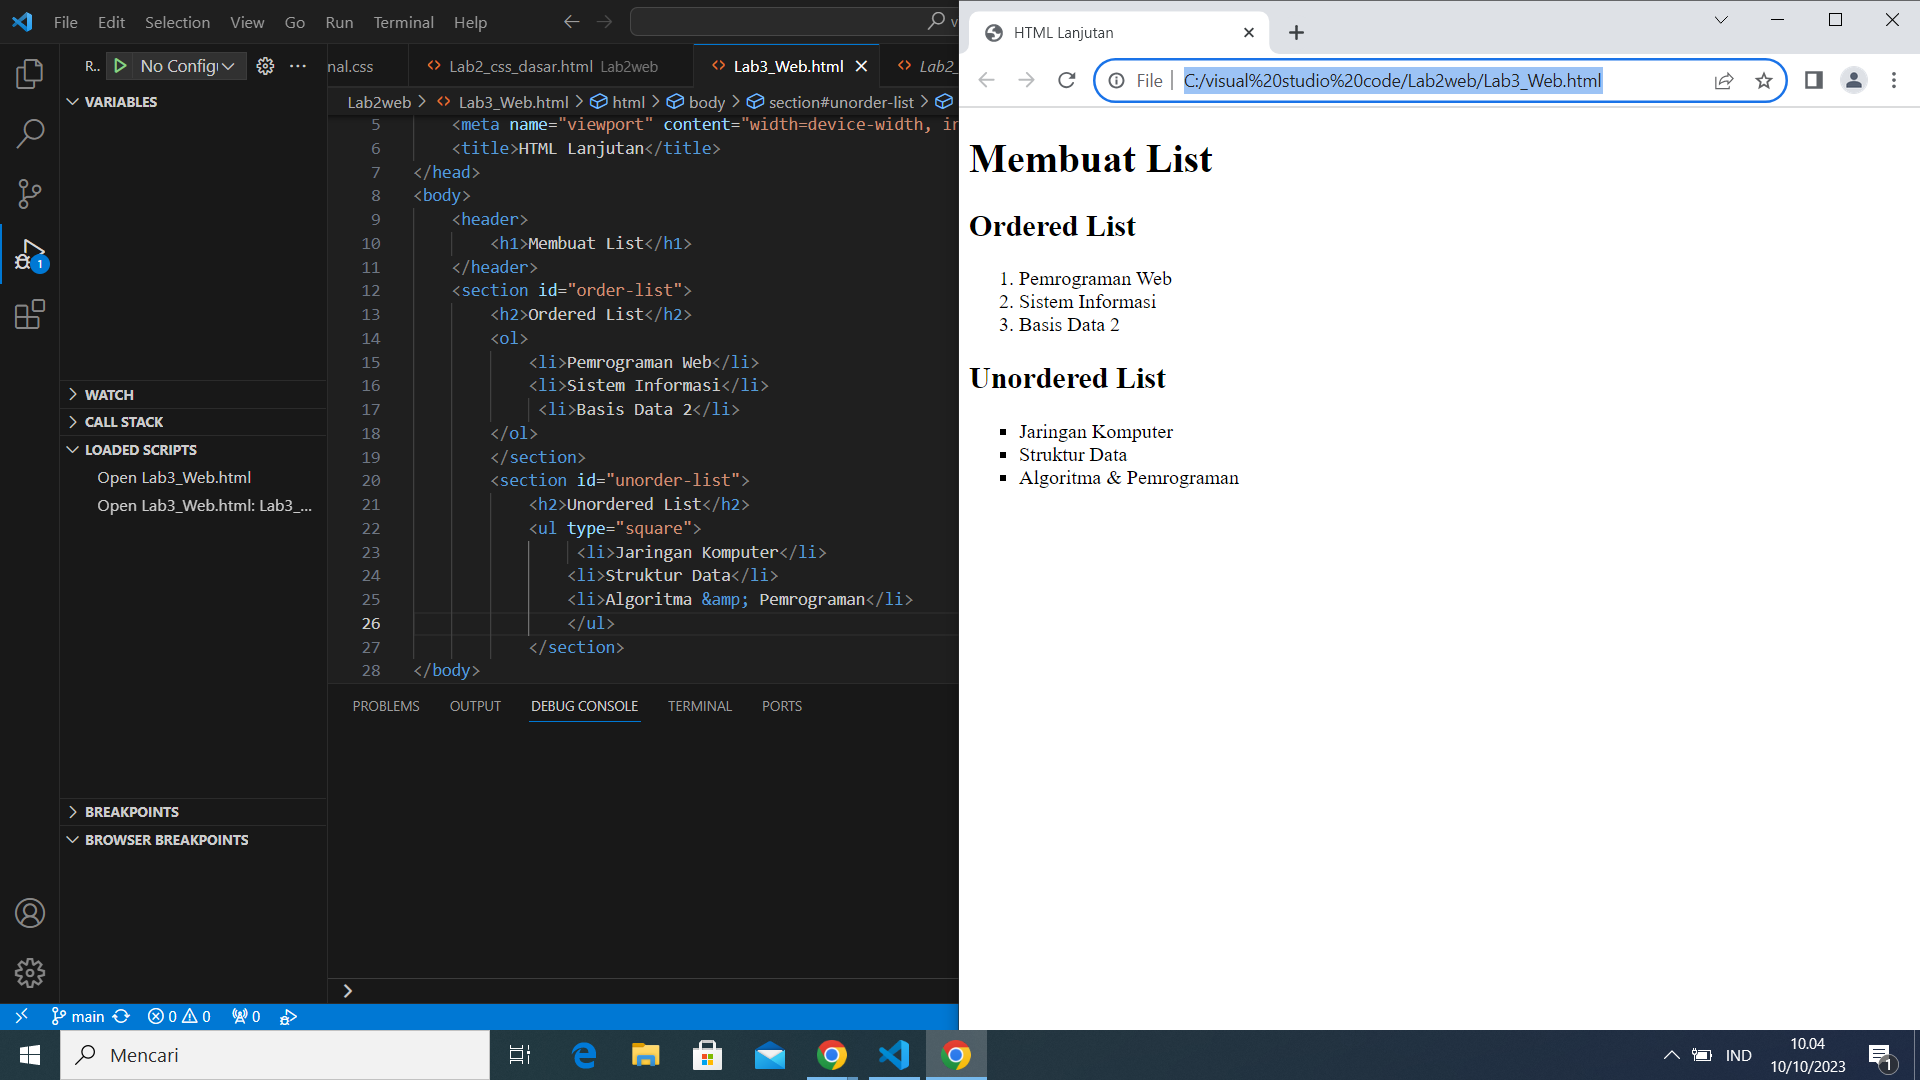 File Edit Selection View Go Run Terminal Help
R.. No Config
VARIABLES
WATCH
CALL STACK
LOADED SCRIPTS
Open Lab3_Web.html
Open Lab3_Web.html: Lab3_...
BREAKPOINTS
BROWSER BREAKPOINTS
nal.css Lab2_css_dasar.html Lab2web Lab3_Web.html Lab2_
Lab2web > Lab3_Web.html > html > body > section#unorder-list >
5 <meta name="viewport" content="width=device-width, in
6 <title>HTML Lanjutan</title>
7 </head>
8 <body>
9 <header>
10 <h1>Membuat List</h1>
11 </header>
12 <section id="order-list">
13 <h2>Ordered List</h2>
14 <ol>
15 <li>Pemrograman Web</li>
16 <li>Sistem Informasi</li>
17 <li>Basis Data 2</li>
18 </ol>
19 </section>
20 <section id="unorder-list">
21 <h2>Unordered List</h2>
22 <ul type="square">
23 <li>Jaringan Komputer</li>
24 <li>Struktur Data</li>
25 <li>Algoritma &amp; Pemrograman</li>
26 </ul>
27 </section>
28 </body>
PROBLEMS OUTPUT DEBUG CONSOLE TERMINAL PORTS
main 0 0 0
HTML Lanjutan
File C:/visual%20studio%20code/Lab2web/Lab3_Web.html
Membuat List
Ordered List
1. Pemrograman Web
2. Sistem Informasi
3. Basis Data 2
Unordered List
Jaringan Komputer
Struktur Data
Algoritma & Pemrograman
Mencari
IND
10.04
10/10/2023
1